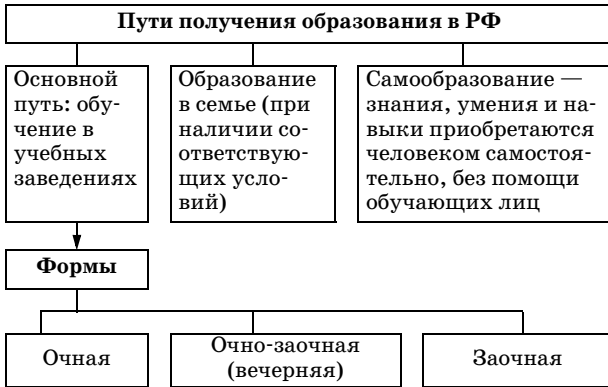 Пути получения образования в РФ
Основной
путь: обу-
чение в
учебных
заведениях
Образование
в семье (при
наличии со-
ответствую-
щих усло-
вий)
Самообразование —
знания, умения и на-
выки приобретаются
человеком самостоя-
тельно, без помощи
обучающих лиц
Формы
Очная
Очно-заочная
(вечерняя)
Заочная